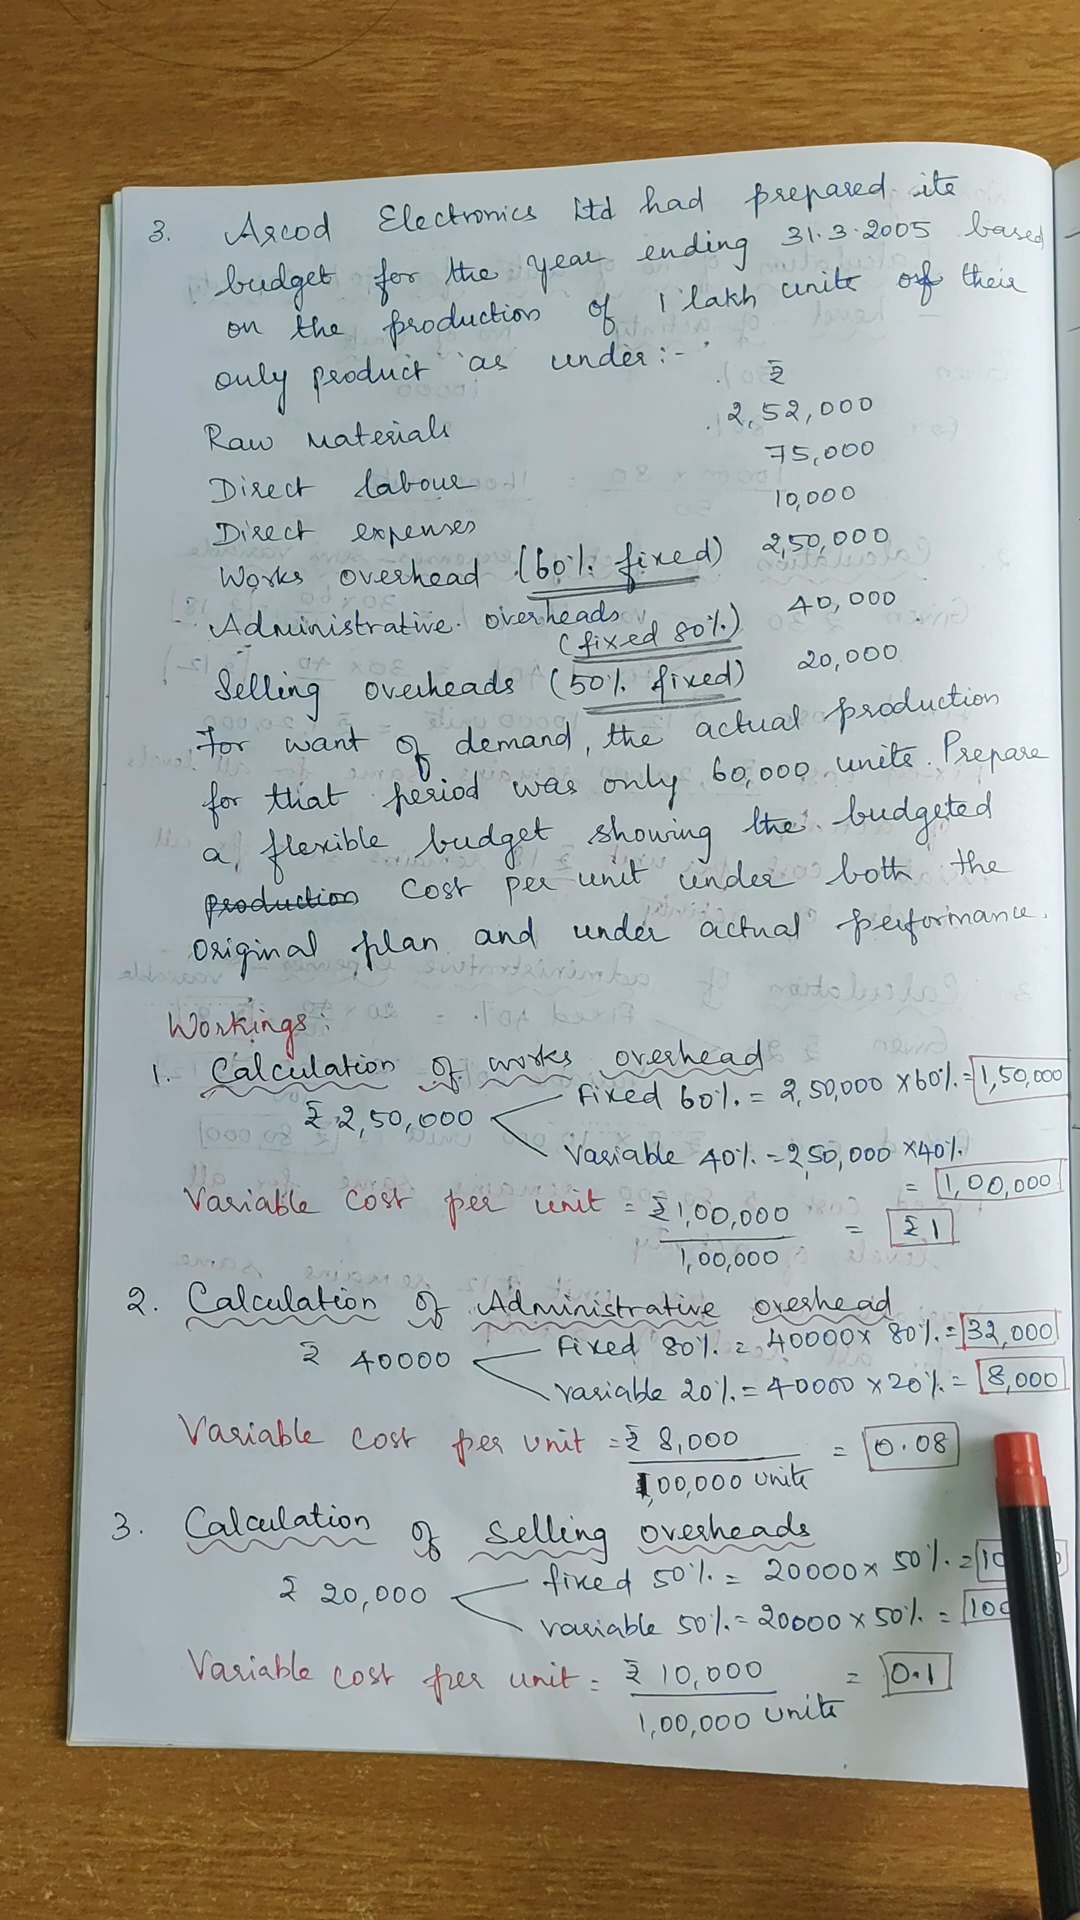 3. Arcod Electronics Ltd had prepared its
budget for the year ending 31.3.2005 based
on the production of 1 lakh units of their
only product as under:-
₹
Raw Materials 2,52,000
Direct labour 75,000
Direct expenses 10,000
Works overhead (60% fixed) 2,50,000
Administrative overheads 40,000
(fixed 80%)
Selling overheads (50% fixed) 20,000
For want of demand, the actual production
for that period was only 60,000 units. Prepare
a flexible budget showing the budgeted
production cost per unit under both the
original plan and under actual performance.
Workings:
1. Calculation of works overhead
₹ 2,50,000
Fixed 60% = 2,50,000 x 60% = 1,50,000
Variable 40% = 2,50,000 x 40%
= 1,00,000
Variable cost per unit = ₹ 1,00,000 / 1,00,000 = ₹ 1
2. Calculation of Administrative overhead
₹ 40000
Fixed 80% = 40000 x 80% = 32,000
Variable 20% = 40000 x 20% = 8,000
Variable cost per unit = ₹ 8,000 / 1,00,000 units = 0.08
3. Calculation of Selling overheads
₹ 20,000
fixed 50% = 20000 x 50% =
variable 50% = 20000 x 50% =
Variable cost per unit = ₹ 10,000 / 1,00,000 units = 0.1